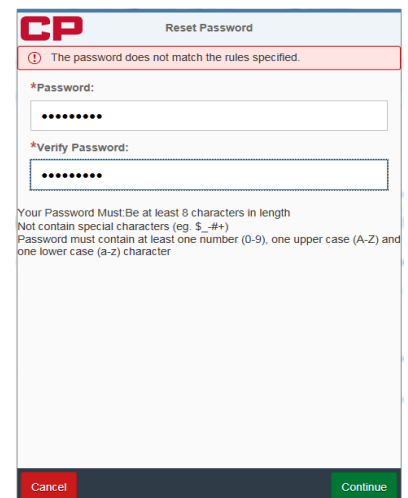 CP
Reset Password
The password does not match the rules specified.
*Password:
•••••••••
*Verify Password:
•••••••••
Your Password Must:Be at least 8 characters in length
Not contain special characters (eg. $_-#+)
Password must contain at least one number (0-9), one upper case (A-Z) and
one lower case (a-z) character
Cancel
Continue